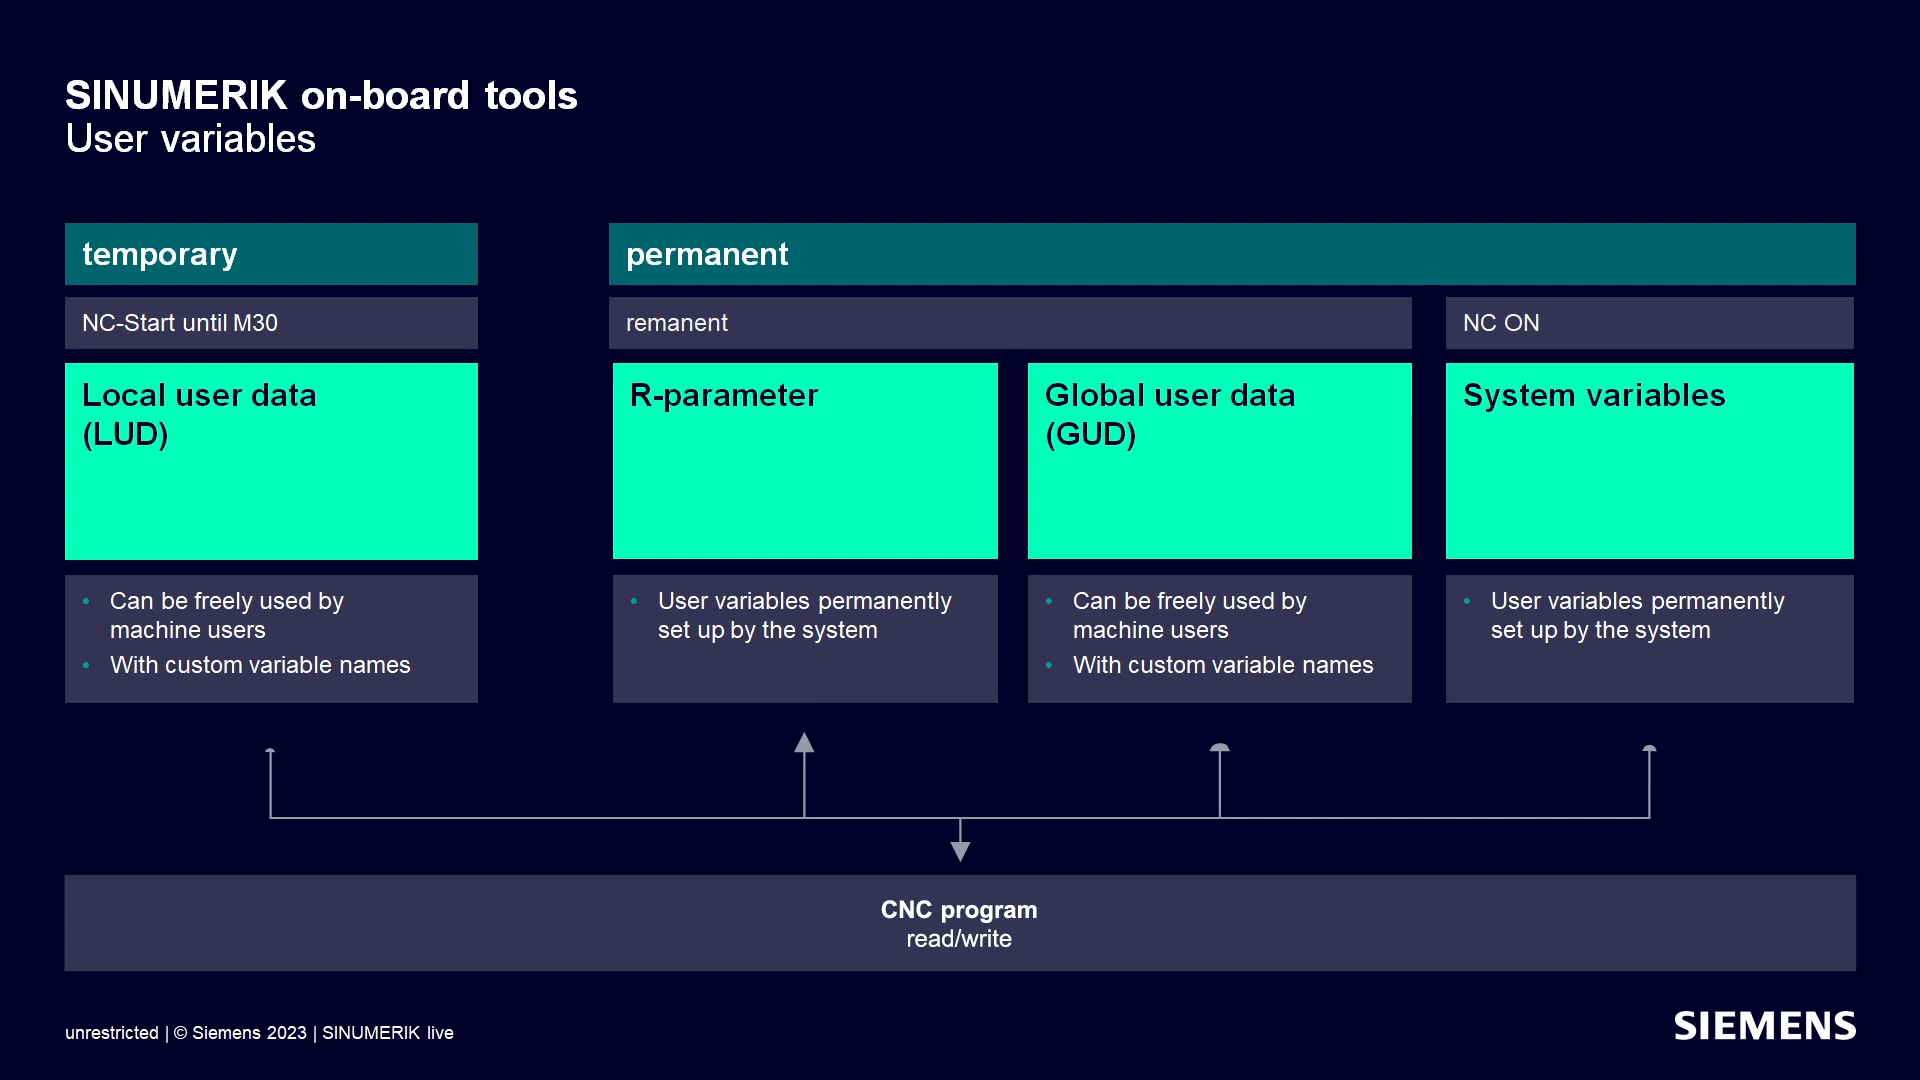 SINUMERIK on-board tools
User variables
temporary
NC-Start until M30
Local user data
(LUD)
• Can be freely used by
machine users
• With custom variable names
permanent
remanent
R-parameter
• User variables permanently
set up by the system
Global user data
(GUD)
• Can be freely used by
machine users
• With custom variable names
NC ON
System variables
• User variables permanently
set up by the system
CNC program
read/write
unrestricted | © Siemens 2023 | SINUMERIK live
SIEMENS